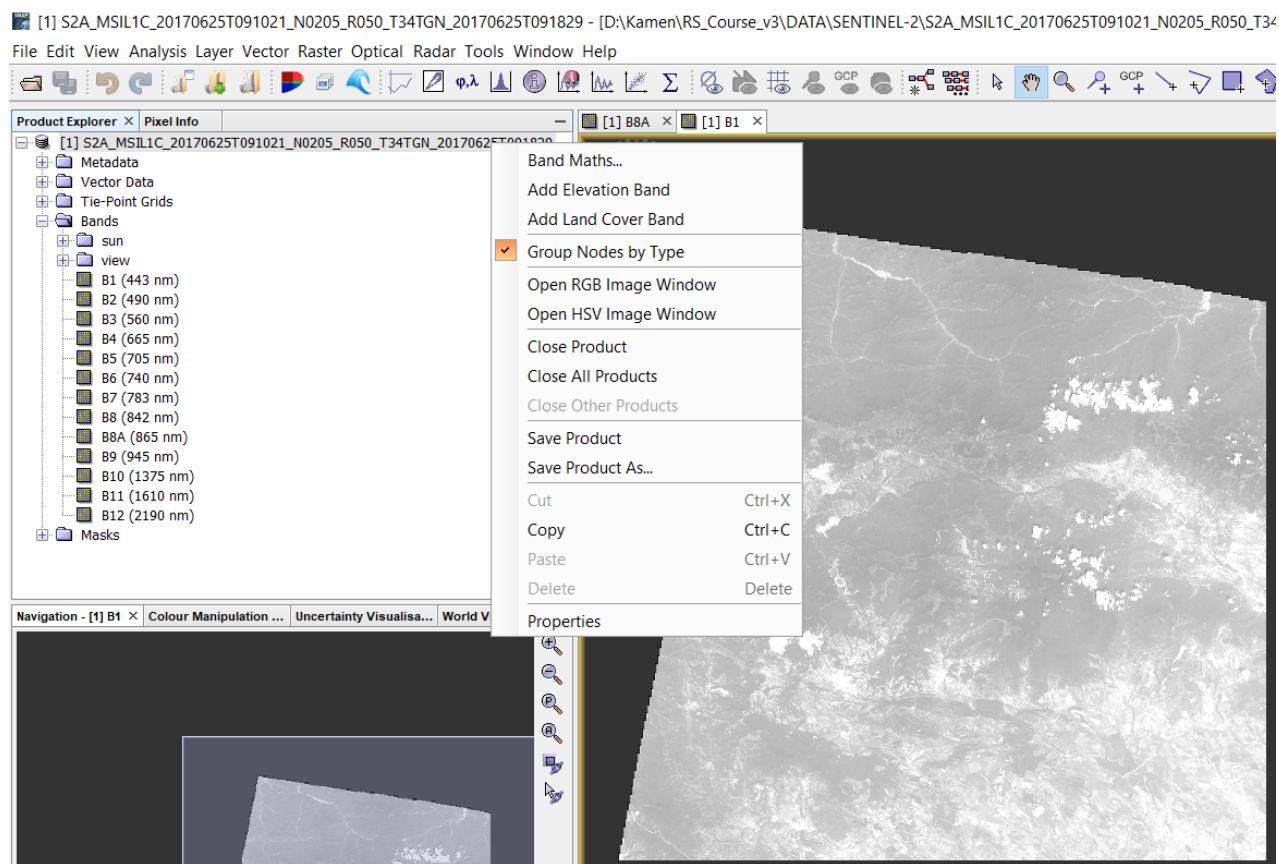 [1] S2A_MSIL1C_20170625T091021_N0205_R050_T34TGN_20170625T091829 - [D:\Kamen\RS_Course_v3\DATA\SENTINEL-2\S2A_MSIL1C_20170625T091021_N0205_R050_T34
File Edit View Analysis Layer Vector Raster Optical Radar Tools Window Help
φ,λ Σ GCP GCP
Product Explorer × Pixel Info
[1] B8A × [1] B1 ×
[1] S2A_MSIL1C_20170625T091021_N0205_R050_T34TGN_20170625T091829
Metadata
Vector Data
Tie-Point Grids
Bands
sun
view
B1 (443 nm)
B2 (490 nm)
B3 (560 nm)
B4 (665 nm)
B5 (705 nm)
B6 (740 nm)
B7 (783 nm)
B8 (842 nm)
B8A (865 nm)
B9 (945 nm)
B10 (1375 nm)
B11 (1610 nm)
B12 (2190 nm)
Masks
Band Maths...
Add Elevation Band
Add Land Cover Band
Group Nodes by Type
Open RGB Image Window
Open HSV Image Window
Close Product
Close All Products
Close Other Products
Save Product
Save Product As...
Cut Ctrl+X
Copy Ctrl+C
Paste Ctrl+V
Delete Delete
Properties
Navigation - [1] B1 × Colour Manipulation ... Uncertainty Visualisa... World V